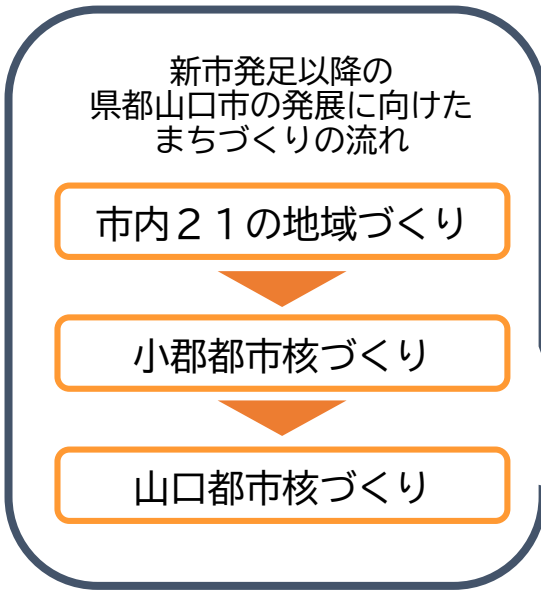 新市発足以降の
県都山口市の発展に向けた
まちづくりの流れ
市内２１の地域づくり
小郡都市核づくり
山口都市核づくり